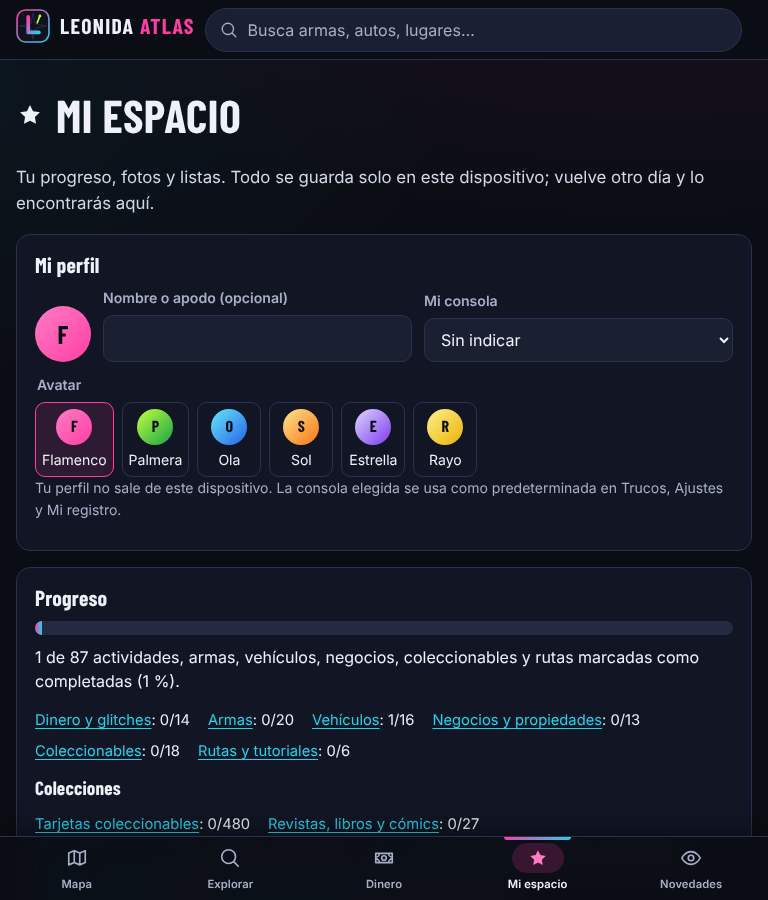 LEONIDA ATLAS
Busca armas, autos, lugares...
MI ESPACIO
Tu progreso, fotos y listas. Todo se guarda solo en este dispositivo; vuelve otro día y lo
encontrarás aquí.
Mi perfil
F
Nombre o apodo (opcional)
Mi consola
Sin indicar
Avatar
F
Flamenco
P
Palmera
O
Ola
S
Sol
E
Estrella
R
Rayo
Tu perfil no sale de este dispositivo. La consola elegida se usa como predeterminada en Trucos, Ajustes
y Mi registro.
Progreso
1 de 87 actividades, armas, vehículos, negocios, coleccionables y rutas marcadas como
completadas (1 %).
Dinero y glitches: 0/14 Armas: 0/20 Vehículos: 1/16 Negocios y propiedades: 0/13
Coleccionables: 0/18 Rutas y tutoriales: 0/6
Colecciones
Tarjetas coleccionables: 0/480 Revistas, libros y cómics: 0/27
Mapa
Explorar
Dinero
Mi espacio
Novedades